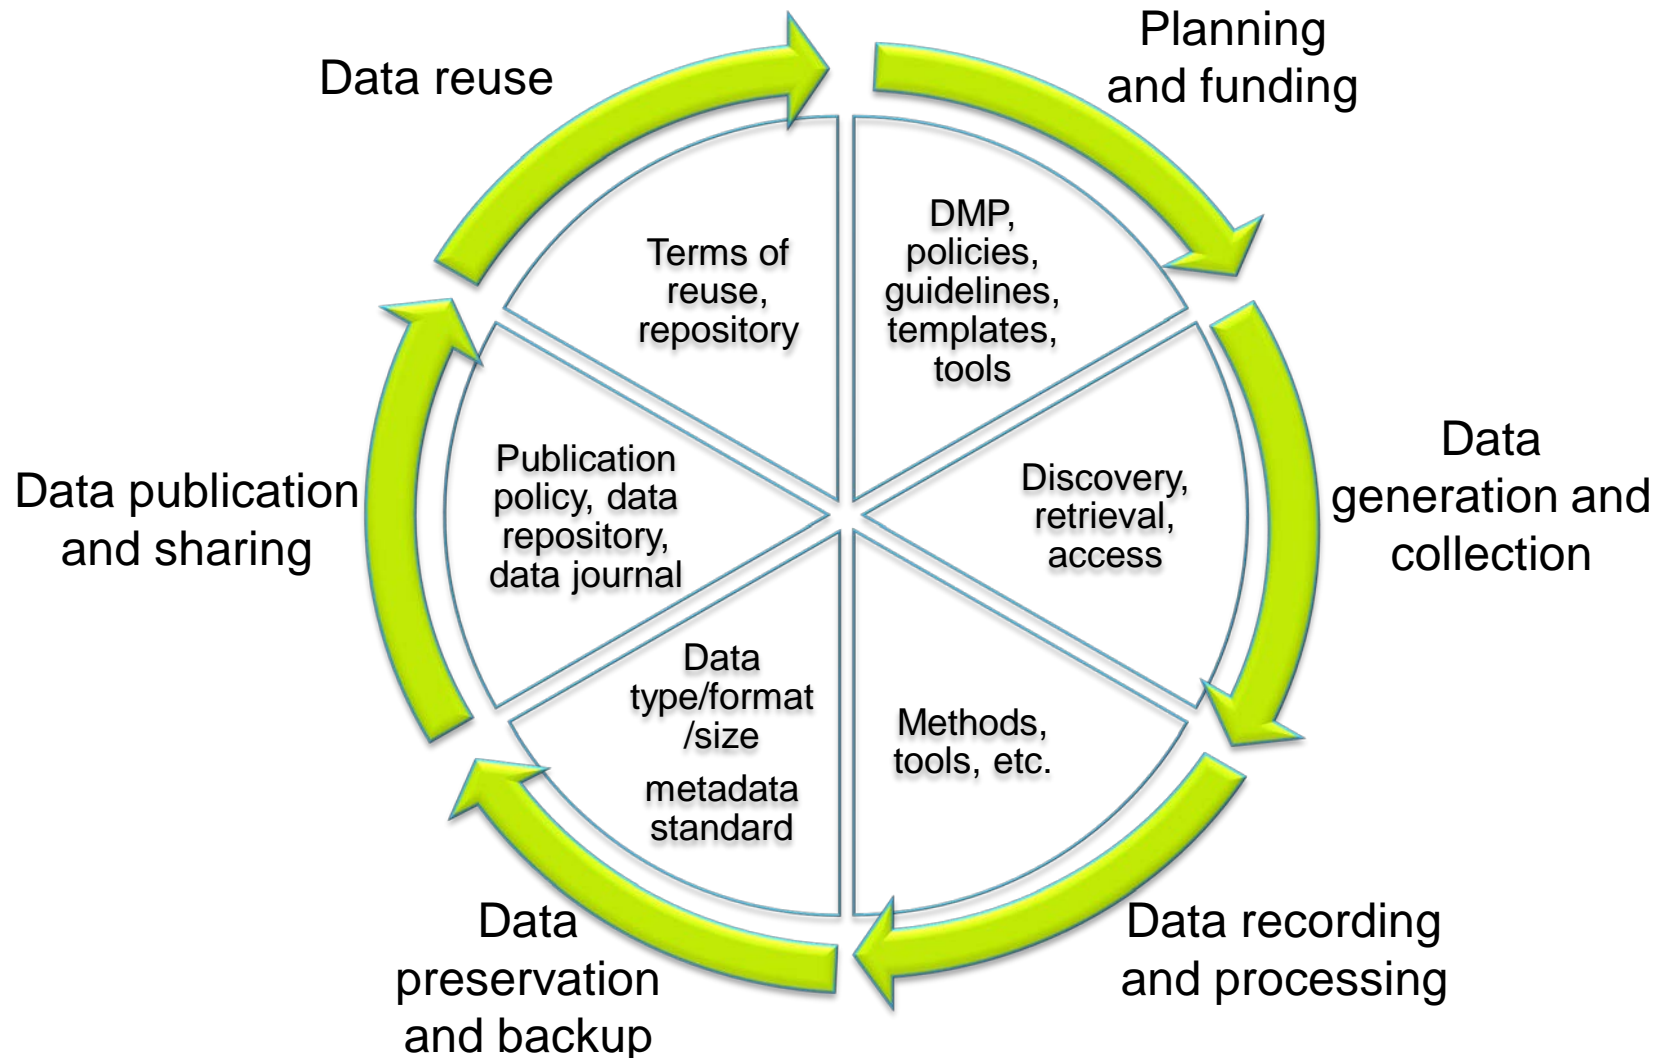 Planning
and funding
DMP,
policies,
guidelines,
templates,
tools
Data
generation and
collection
Discovery,
retrieval,
access
Data recording
and processing
Methods,
tools, etc.
Data
preservation
and backup
Data
type/format
/size
metadata
standard
Data publication
and sharing
Publication
policy, data
repository,
data journal
Data reuse
Terms of
reuse,
repository